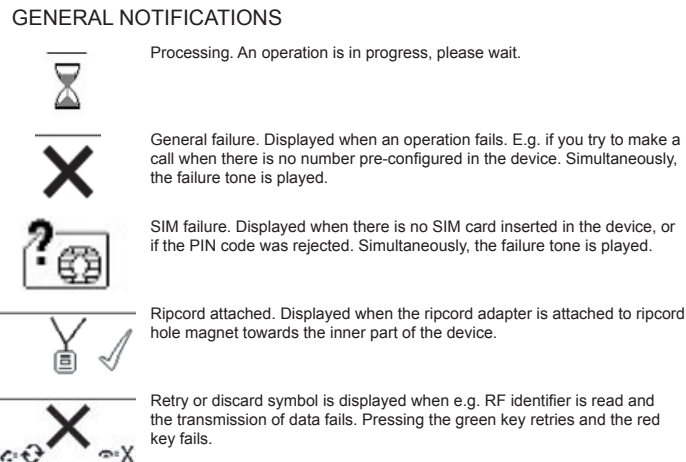 GENERAL NOTIFICATIONS
Processing. An operation is in progress, please wait.
General failure. Displayed when an operation fails. E.g. if you try to make a
call when there is no number pre-configured in the device. Simultaneously,
the failure tone is played.
?
SIM failure. Displayed when there is no SIM card inserted in the device, or
if the PIN code was rejected. Simultaneously, the failure tone is played.
Ripcord attached. Displayed when the ripcord adapter is attached to ripcord
hole magnet towards the inner part of the device.
Retry or discard symbol is displayed when e.g. RF identifier is read and
the transmission of data fails. Pressing the green key retries and the red
key fails.